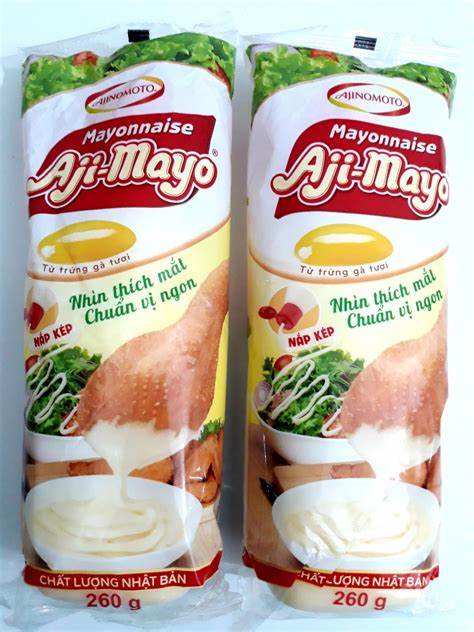 AJINOMOTO
Mayonnaise
Aji-mayo®
Từ trứng gà tươi
Nhìn thích mắt
Chuẩn vị ngon
NẮP KÉP
CHẤT LƯỢNG NHẬT BẢN
260 g
AJINOMOTO
Mayonnaise
Aji-mayo
Từ trứng gà tươi
Nhìn thích mắt
Chuẩn vị ngon
NẮP KÉP
CHẤT LƯỢNG NHẬT BẢN
260 g